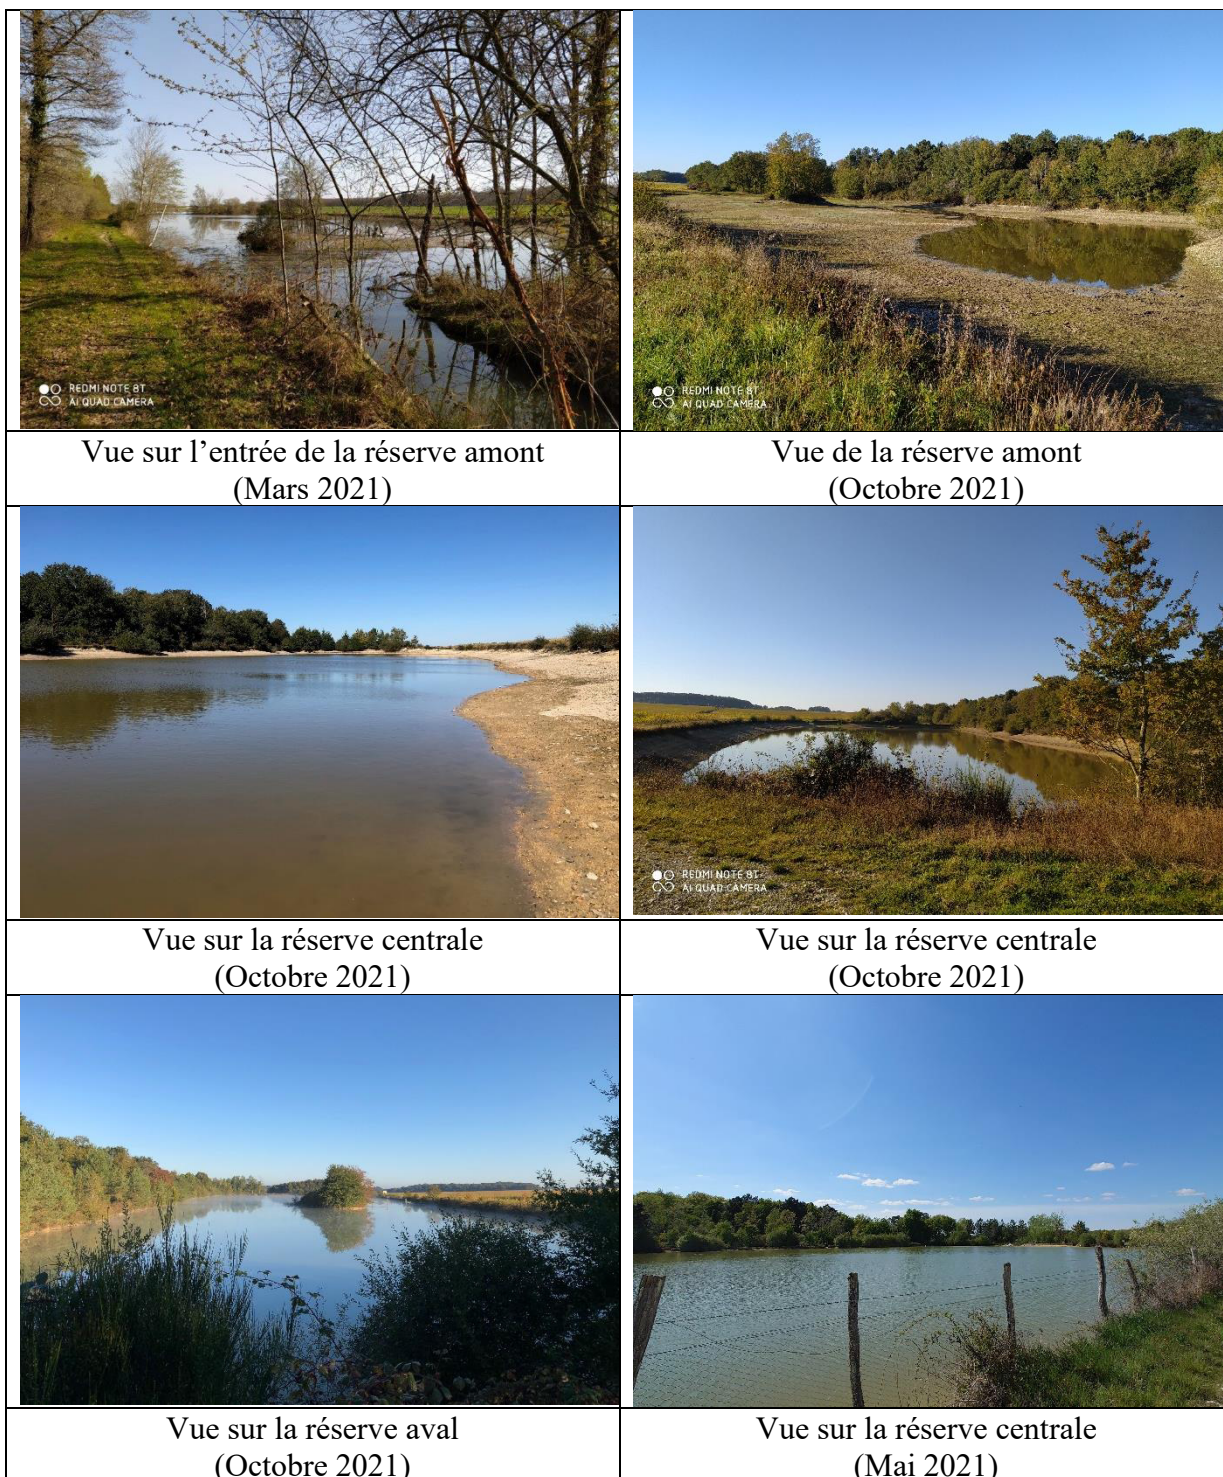 REDMI NOTE 8T
AI QUAD CAMERA
REDMI NOTE 8T
AI QUAD CAMERA
Vue sur l’entrée de la réserve amont
(Mars 2021)
Vue de la réserve amont
(Octobre 2021)
REDMI NOTE 8T
AI QUAD CAMERA
Vue sur la réserve centrale
(Octobre 2021)
Vue sur la réserve centrale
(Octobre 2021)
Vue sur la réserve aval
(Octobre 2021)
Vue sur la réserve centrale
(Mai 2021)